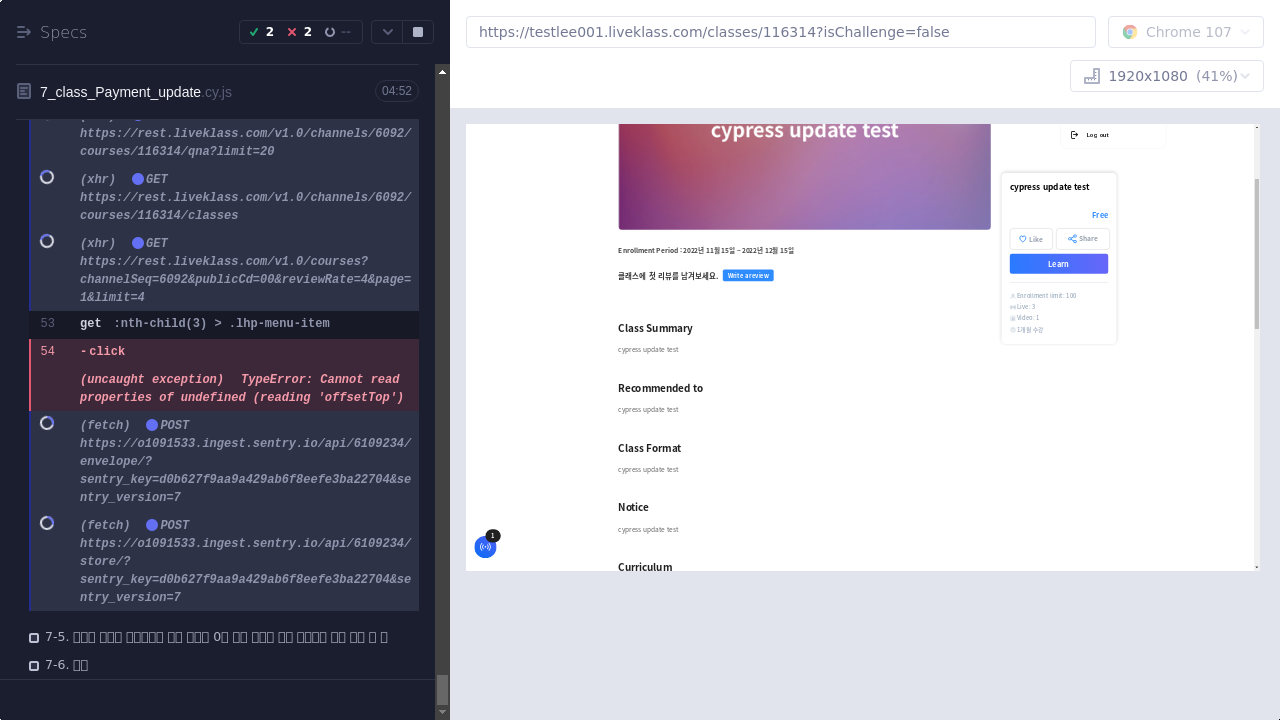 Specs
2
2
--
7_class_Payment_update.cy.js
04:52
https://rest.liveklass.com/v1.0/channels/6092/
courses/116314/qna?limit=20
(xhr) GET
https://rest.liveklass.com/v1.0/channels/6092/
courses/116314/classes
(xhr) GET
https://rest.liveklass.com/v1.0/courses?
channelSeq=6092&publicCd=00&reviewRate=4&page=
1&limit=4
53 get :nth-child(3) > .lhp-menu-item
54 -click
(uncaught exception) TypeError: Cannot read
properties of undefined (reading 'offsetTop')
(fetch) POST
https://o1091533.ingest.sentry.io/api/6109234/
envelope/?
sentry_key=d0b627f9aa9a429ab6f8eefe3ba22704&se
ntry_version=7
(fetch) POST
https://o1091533.ingest.sentry.io/api/6109234/
store/?
sentry_key=d0b627f9aa9a429ab6f8eefe3ba22704&se
ntry_version=7
7-5. 0
7-6.
https://testlee001.liveklass.com/classes/116314?isChallenge=false
Chrome 107
1920x1080 (41%)
cypress update test
Log out
cypress update test
Free
Like
Share
Learn
Enrollment limit: 100
Live: 3
Video: 1
1개월 수강
Enrollment Period : 2022년 11월 15일 ~ 2022년 12월 15일
클래스에 첫 리뷰를 남겨보세요. Write a review
Class Summary
cypress update test
Recommended to
cypress update test
Class Format
cypress update test
Notice
cypress update test
1
Curriculum